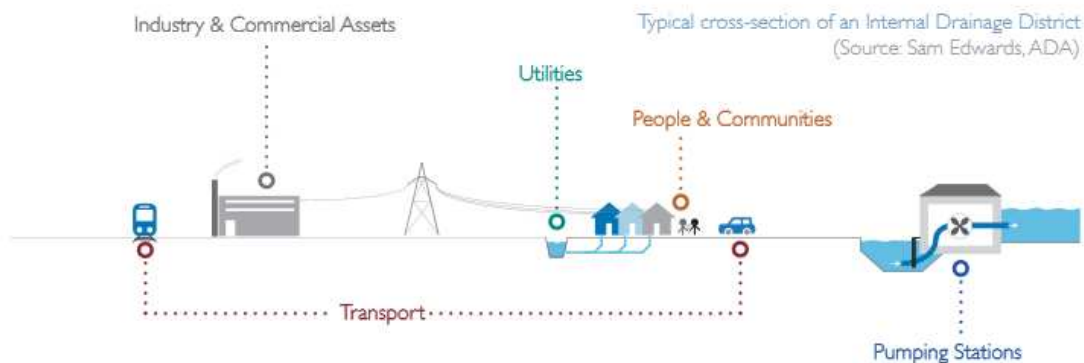 Industry & Commercial Assets
Typical cross-section of an Internal Drainage District
(Source: Sam Edwards, ADA)
Utilities
People & Communities
Transport
Pumping Stations